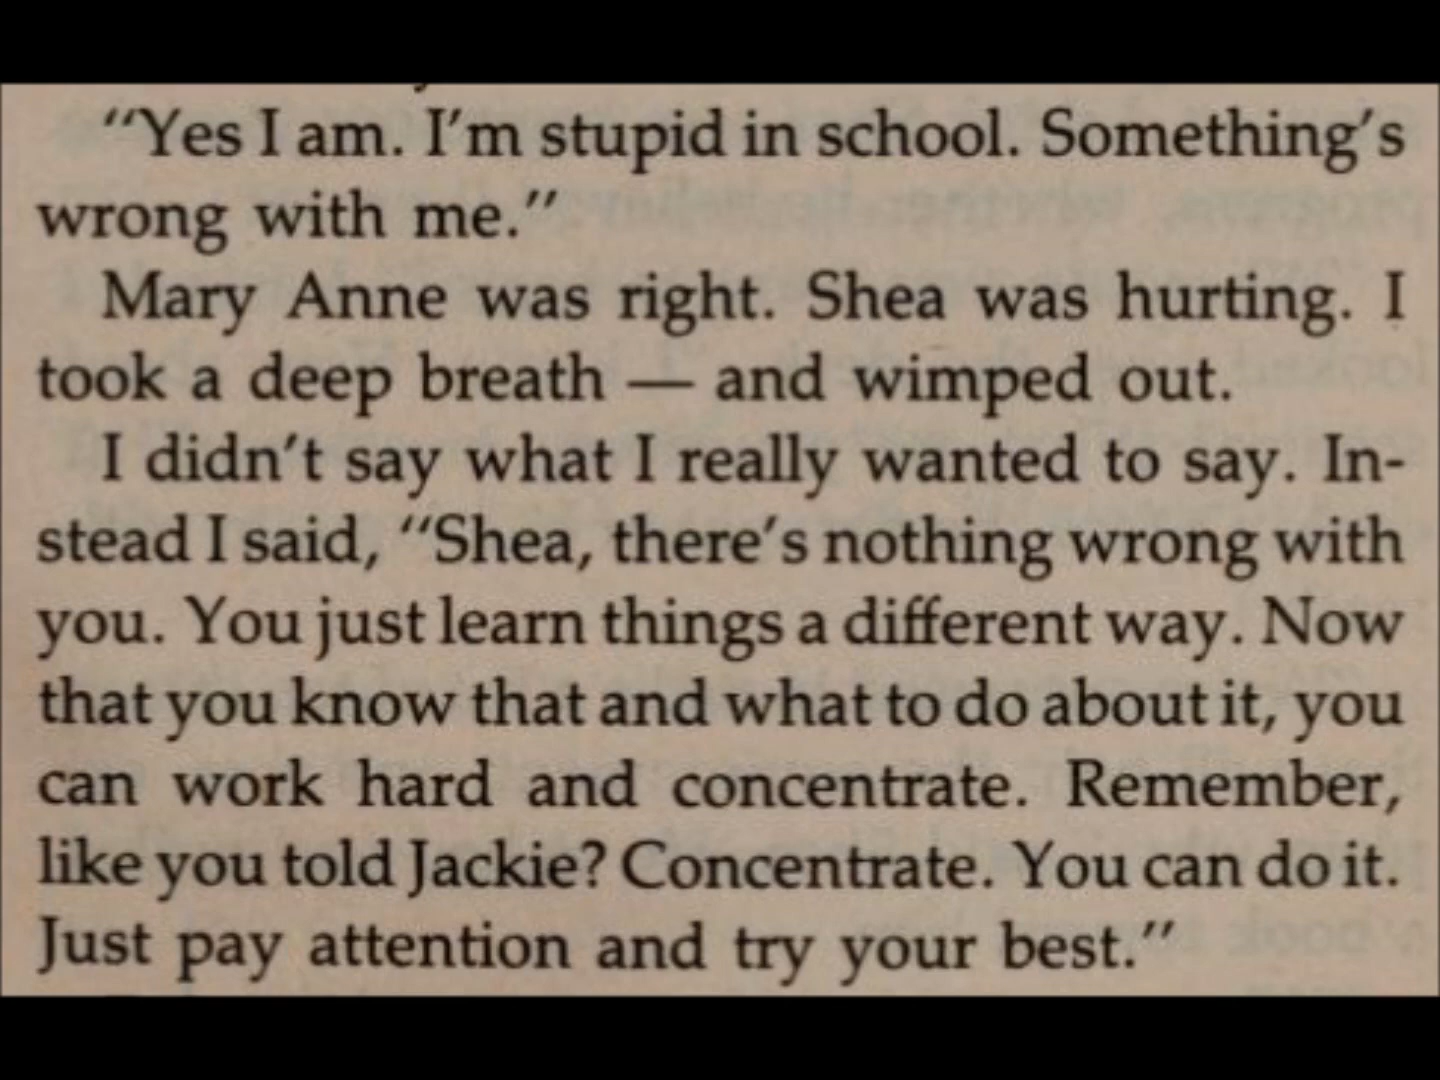 “Yes I am. I’m stupid in school. Something’s
wrong with me.”
Mary Anne was right. Shea was hurting. I
took a deep breath — and wimped out.
I didn’t say what I really wanted to say. In-
stead I said, “Shea, there’s nothing wrong with
you. You just learn things a different way. Now
that you know that and what to do about it, you
can work hard and concentrate. Remember,
like you told Jackie? Concentrate. You can do it.
Just pay attention and try your best.”